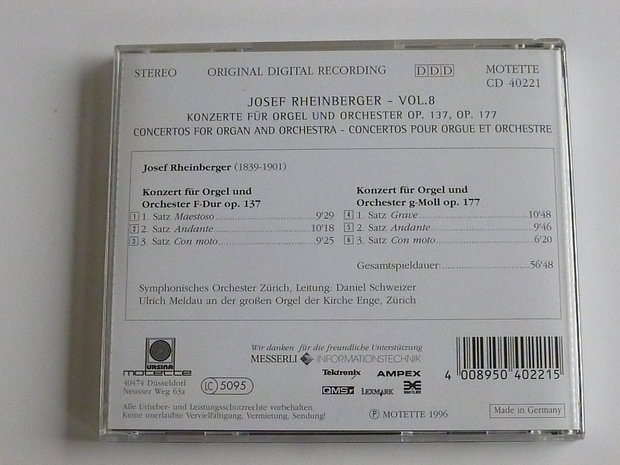 STEREO ORIGINAL DIGITAL RECORDING DDD MOTETTE
CD 40221
JOSEF RHEINBERGER – VOL.8
KONZERTE FÜR ORGEL UND ORCHESTER OP. 137, OP. 177
CONCERTOS FOR ORGAN AND ORCHESTRA – CONCERTOS POUR ORGUE ET ORCHESTRE
Josef Rheinberger (1839-1901)
Konzert für Orgel und
Orchester F-Dur op. 137
1 1. Satz Maestoso 9'29
2 2. Satz Andante 10'18
3 3. Satz Con moto 9'25
Konzert für Orgel und
Orchester g-Moll op. 177
4 1. Satz Grave 10'48
5 2. Satz Andante 9'46
6 3. Satz Con moto 6'20
Gesamtspieldauer: 56'48
Symphonisches Orchester Zürich, Leitung: Daniel Schweizer
Ulrich Meldau an der großen Orgel der Kirche Enge, Zürich
URSINA
motette
40474 Düsseldorf
Neusser Weg 63a
LC 5095
Wir danken für die freundliche Unterstützung
MESSERLI INFORMATIONSTECHNIK
Tektronix AMPEX
QMS LEXMARK
4 008950 402215
Alle Urheber- und Leistungsschutzrechte vorbehalten.
Keine unerlaubte Vervielfältigung, Vermietung, Sendung!
Ⓟ MOTETTE 1996
Made in Germany